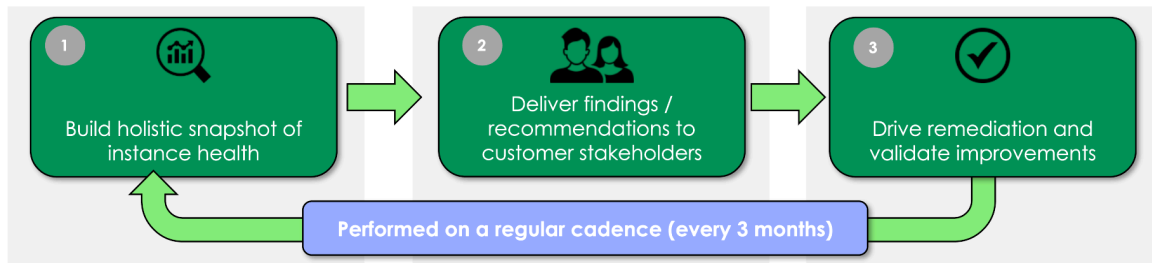 1
Build holistic snapshot of
instance health
2
Deliver findings /
recommendations to
customer stakeholders
3
Drive remediation and
validate improvements
Performed on a regular cadence (every 3 months)